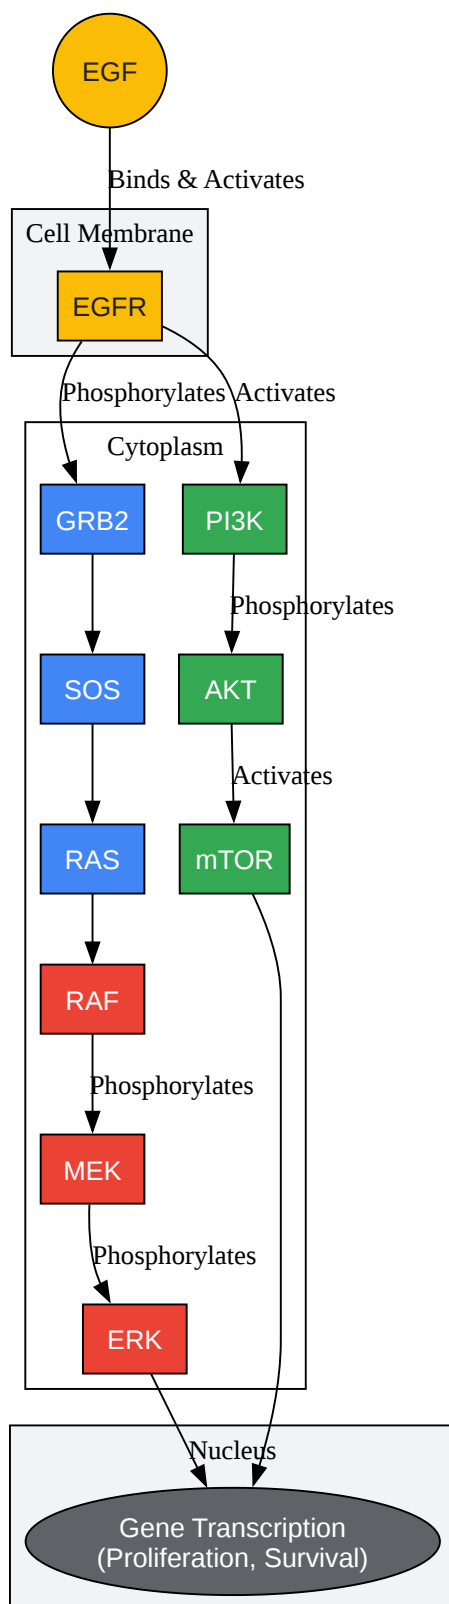 EGF
Binds & Activates
Cell Membrane
EGFR
Phosphorylates
Activates
Cytoplasm
GRB2
PI3K
Phosphorylates
SOS
AKT
Activates
RAS
mTOR
RAF
Phosphorylates
MEK
Phosphorylates
ERK
Nucleus
Gene Transcription
(Proliferation, Survival)